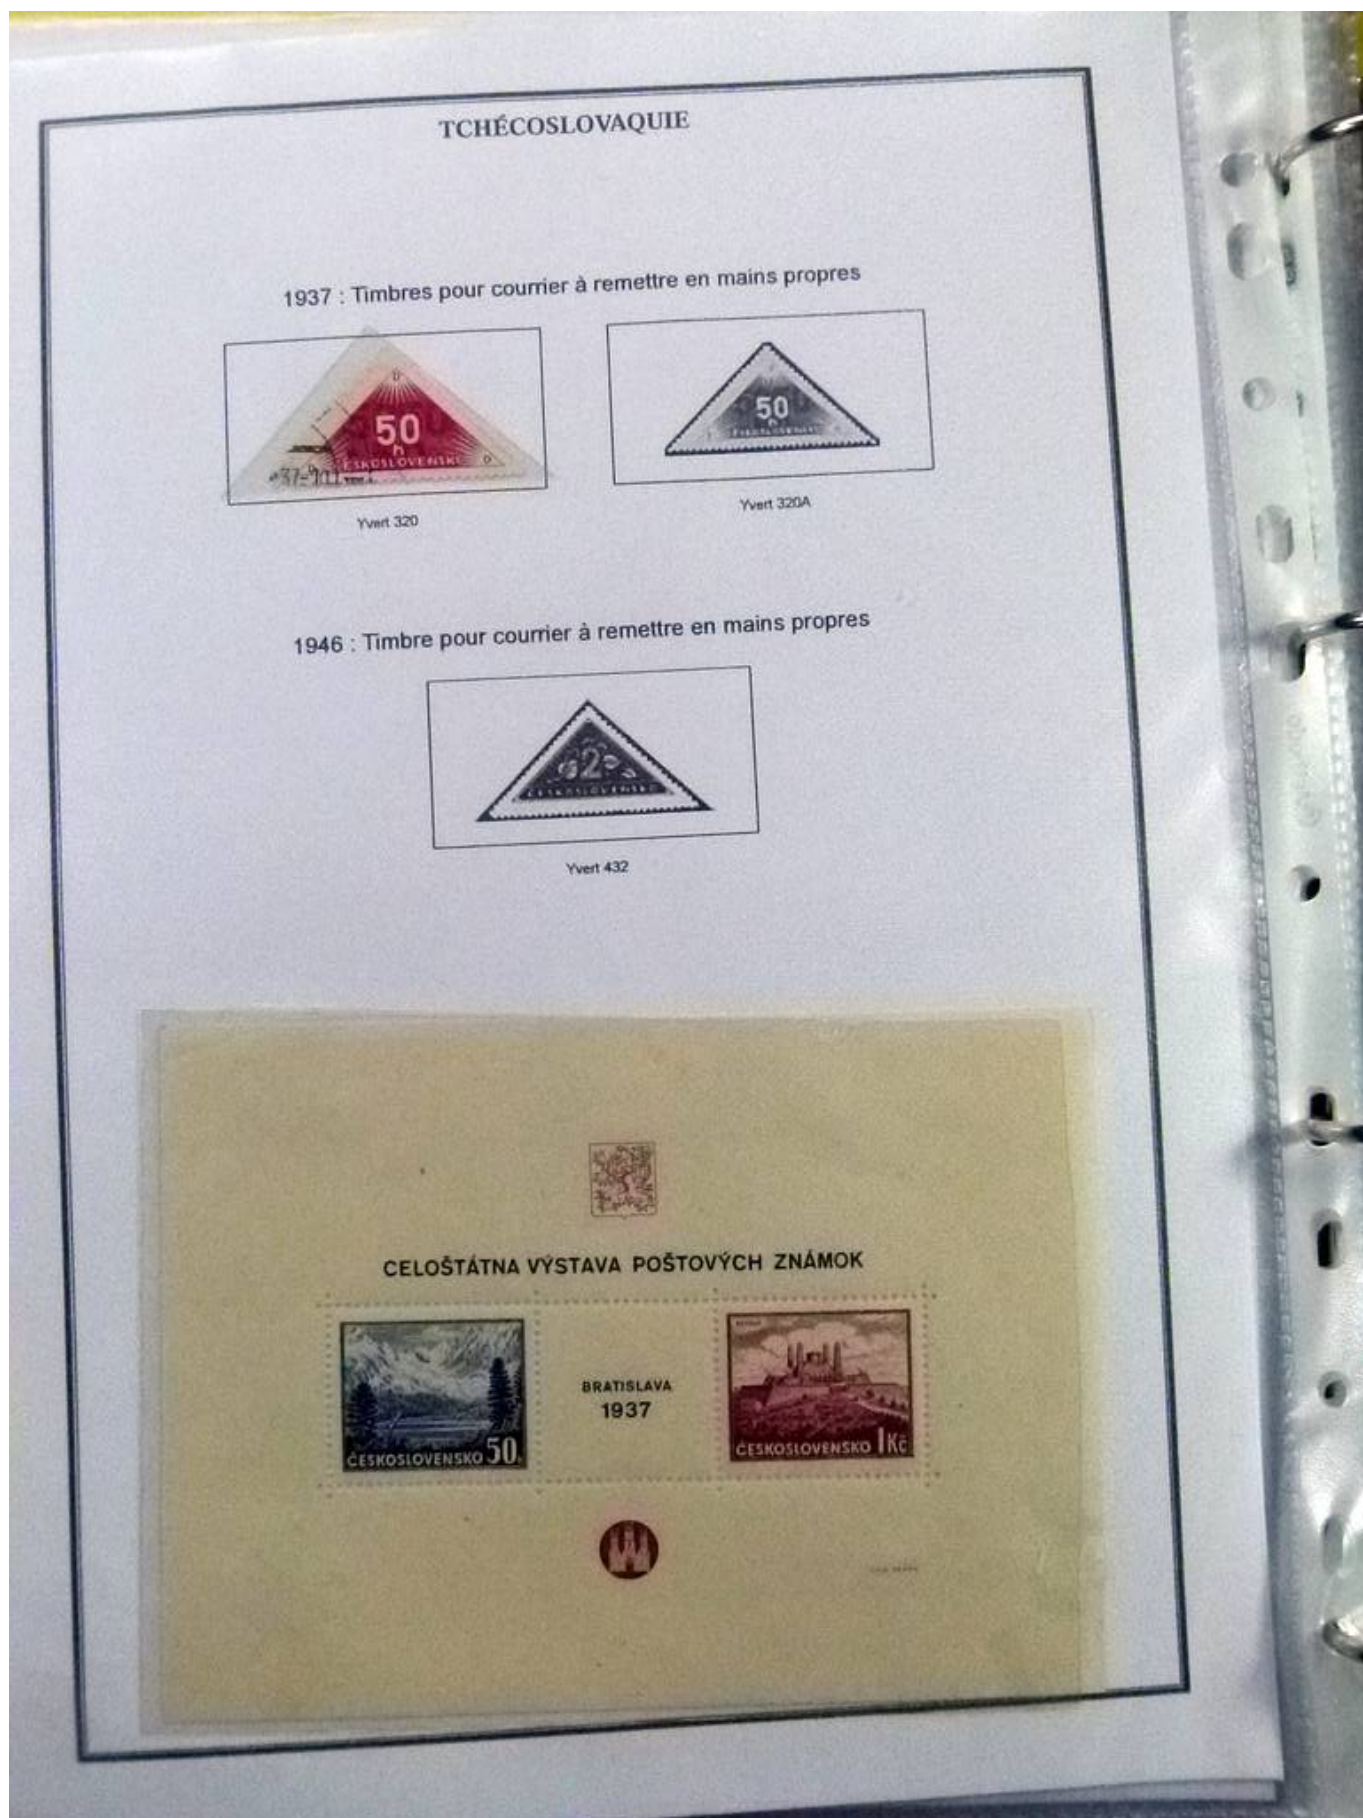 TCHÉCOSLOVAQUIE
1937 : Timbres pour courrier à remettre en mains propres
50
h
ČESKOSLOVENSKO
Yvert 320
50
h
Yvert 320A
1946 : Timbre pour courrier à remettre en mains propres
2
ČESKOSLOVENSKO
Yvert 432
CELOŠTÁTNA VÝSTAVA POŠTOVÝCH ZNÁMOK
ČESKOSLOVENSKO 50
BRATISLAVA
1937
ČESKOSLOVENSKO 1Kč